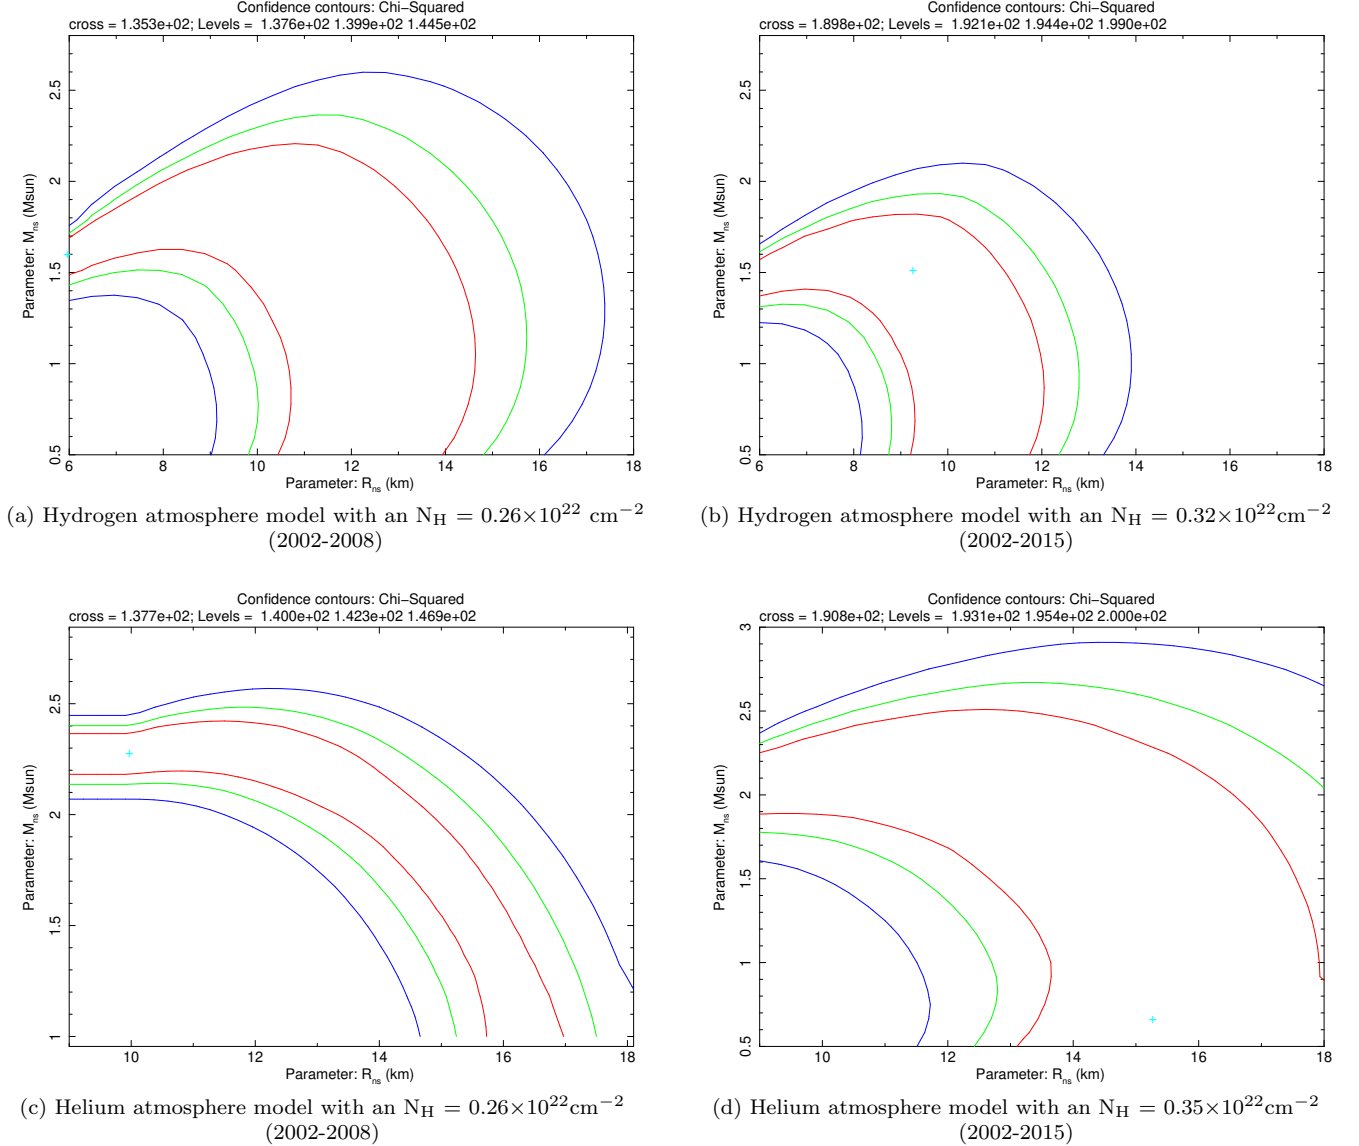 Confidence contours: Chi−Squared
cross = 1.353e+02; Levels = 1.376e+02 1.399e+02 1.445e+02
Parameter: M_ns (Msun)
0.5 1 1.5 2 2.5
6 8 10 12 14 16 18
Parameter: R_ns (km)
(a) Hydrogen atmosphere model with an N_H = 0.26×10^22 cm^−2
(2002-2008)
Confidence contours: Chi−Squared
cross = 1.898e+02; Levels = 1.921e+02 1.944e+02 1.990e+02
Parameter: M_ns (Msun)
0.5 1 1.5 2 2.5
6 8 10 12 14 16 18
Parameter: R_ns (km)
(b) Hydrogen atmosphere model with an N_H = 0.32×10^22cm^−2
(2002-2015)
Confidence contours: Chi−Squared
cross = 1.377e+02; Levels = 1.400e+02 1.423e+02 1.469e+02
Parameter: M_ns (Msun)
1 1.5 2 2.5
10 12 14 16 18
Parameter: R_ns (km)
(c) Helium atmosphere model with an N_H = 0.26×10^22cm^−2
(2002-2008)
Confidence contours: Chi−Squared
cross = 1.908e+02; Levels = 1.931e+02 1.954e+02 2.000e+02
Parameter: M_ns (Msun)
0.5 1 1.5 2 2.5 3
10 12 14 16 18
Parameter: R_ns (km)
(d) Helium atmosphere model with an N_H = 0.35×10^22cm^−2
(2002-2015)